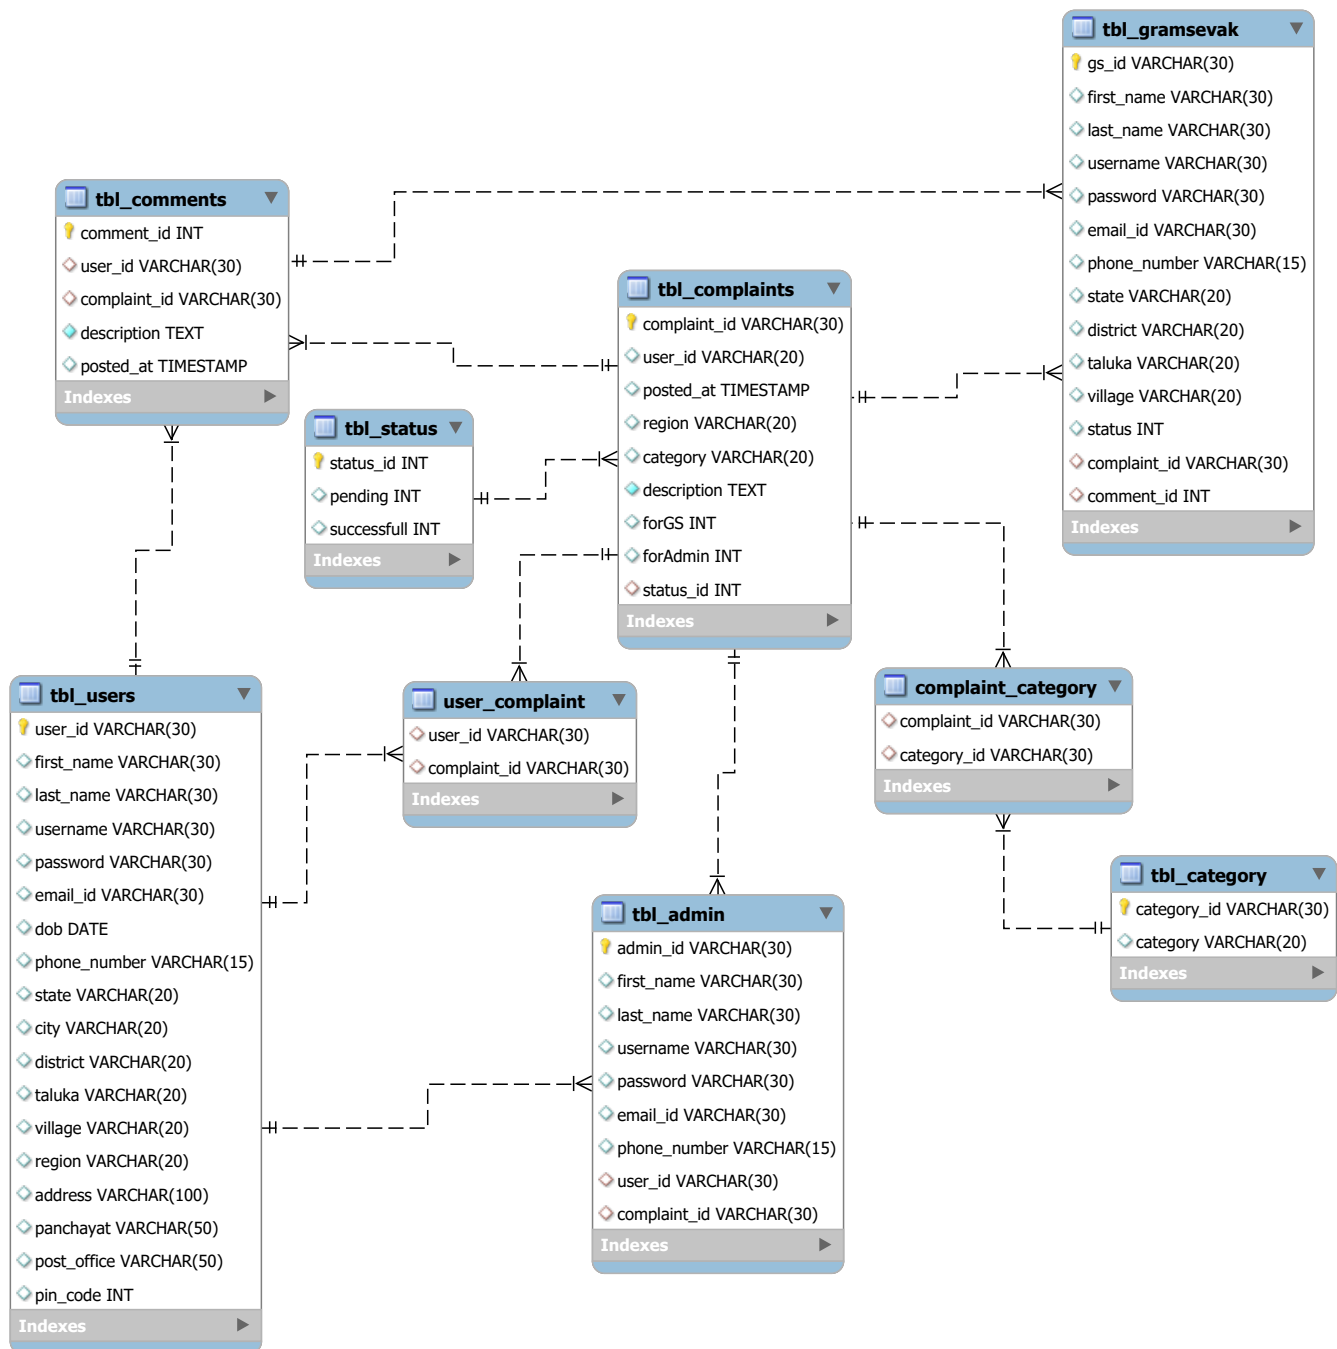 tbl_gramsevak
gs_id VARCHAR(30)
first_name VARCHAR(30)
last_name VARCHAR(30)
username VARCHAR(30)
password VARCHAR(30)
email_id VARCHAR(30)
phone_number VARCHAR(15)
state VARCHAR(20)
district VARCHAR(20)
taluka VARCHAR(20)
village VARCHAR(20)
status INT
complaint_id VARCHAR(30)
comment_id INT
Indexes
tbl_comments
comment_id INT
user_id VARCHAR(30)
complaint_id VARCHAR(30)
description TEXT
posted_at TIMESTAMP
Indexes
tbl_complaints
complaint_id VARCHAR(30)
user_id VARCHAR(20)
posted_at TIMESTAMP
region VARCHAR(20)
category VARCHAR(20)
description TEXT
forGS INT
forAdmin INT
status_id INT
Indexes
tbl_status
status_id INT
pending INT
successfull INT
Indexes
tbl_users
user_id VARCHAR(30)
first_name VARCHAR(30)
last_name VARCHAR(30)
username VARCHAR(30)
password VARCHAR(30)
email_id VARCHAR(30)
dob DATE
phone_number VARCHAR(15)
state VARCHAR(20)
city VARCHAR(20)
district VARCHAR(20)
taluka VARCHAR(20)
village VARCHAR(20)
region VARCHAR(20)
address VARCHAR(100)
panchayat VARCHAR(50)
post_office VARCHAR(50)
pin_code INT
Indexes
user_complaint
user_id VARCHAR(30)
complaint_id VARCHAR(30)
Indexes
complaint_category
complaint_id VARCHAR(30)
category_id VARCHAR(30)
Indexes
tbl_category
category_id VARCHAR(30)
category VARCHAR(20)
Indexes
tbl_admin
admin_id VARCHAR(30)
first_name VARCHAR(30)
last_name VARCHAR(30)
username VARCHAR(30)
password VARCHAR(30)
email_id VARCHAR(30)
phone_number VARCHAR(15)
user_id VARCHAR(30)
complaint_id VARCHAR(30)
Indexes